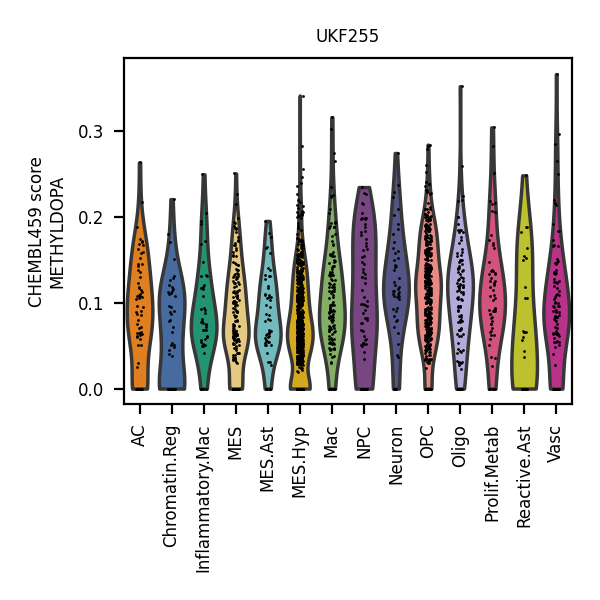 UKF255
CHEMBL459 score
METHYLDOPA
0.3
0.2
0.1
0.0
AC
Chromatin.Reg
Inflammatory.Mac
MES
MES.Ast
MES.Hyp
Mac
NPC
Neuron
OPC
Oligo
Prolif.Metab
Reactive.Ast
Vasc